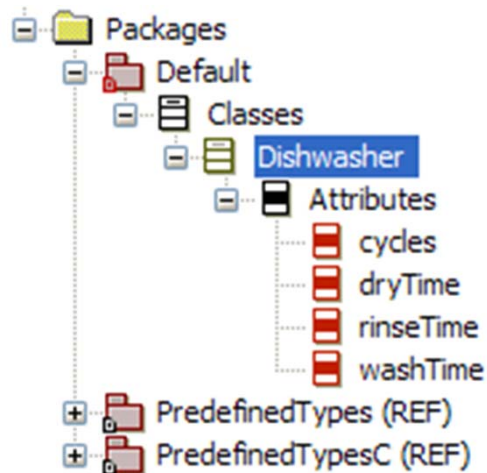 Packages
Default
Classes
Dishwasher
Attributes
cycles
dryTime
rinseTime
washTime
PredefinedTypes (REF)
PredefinedTypesC (REF)